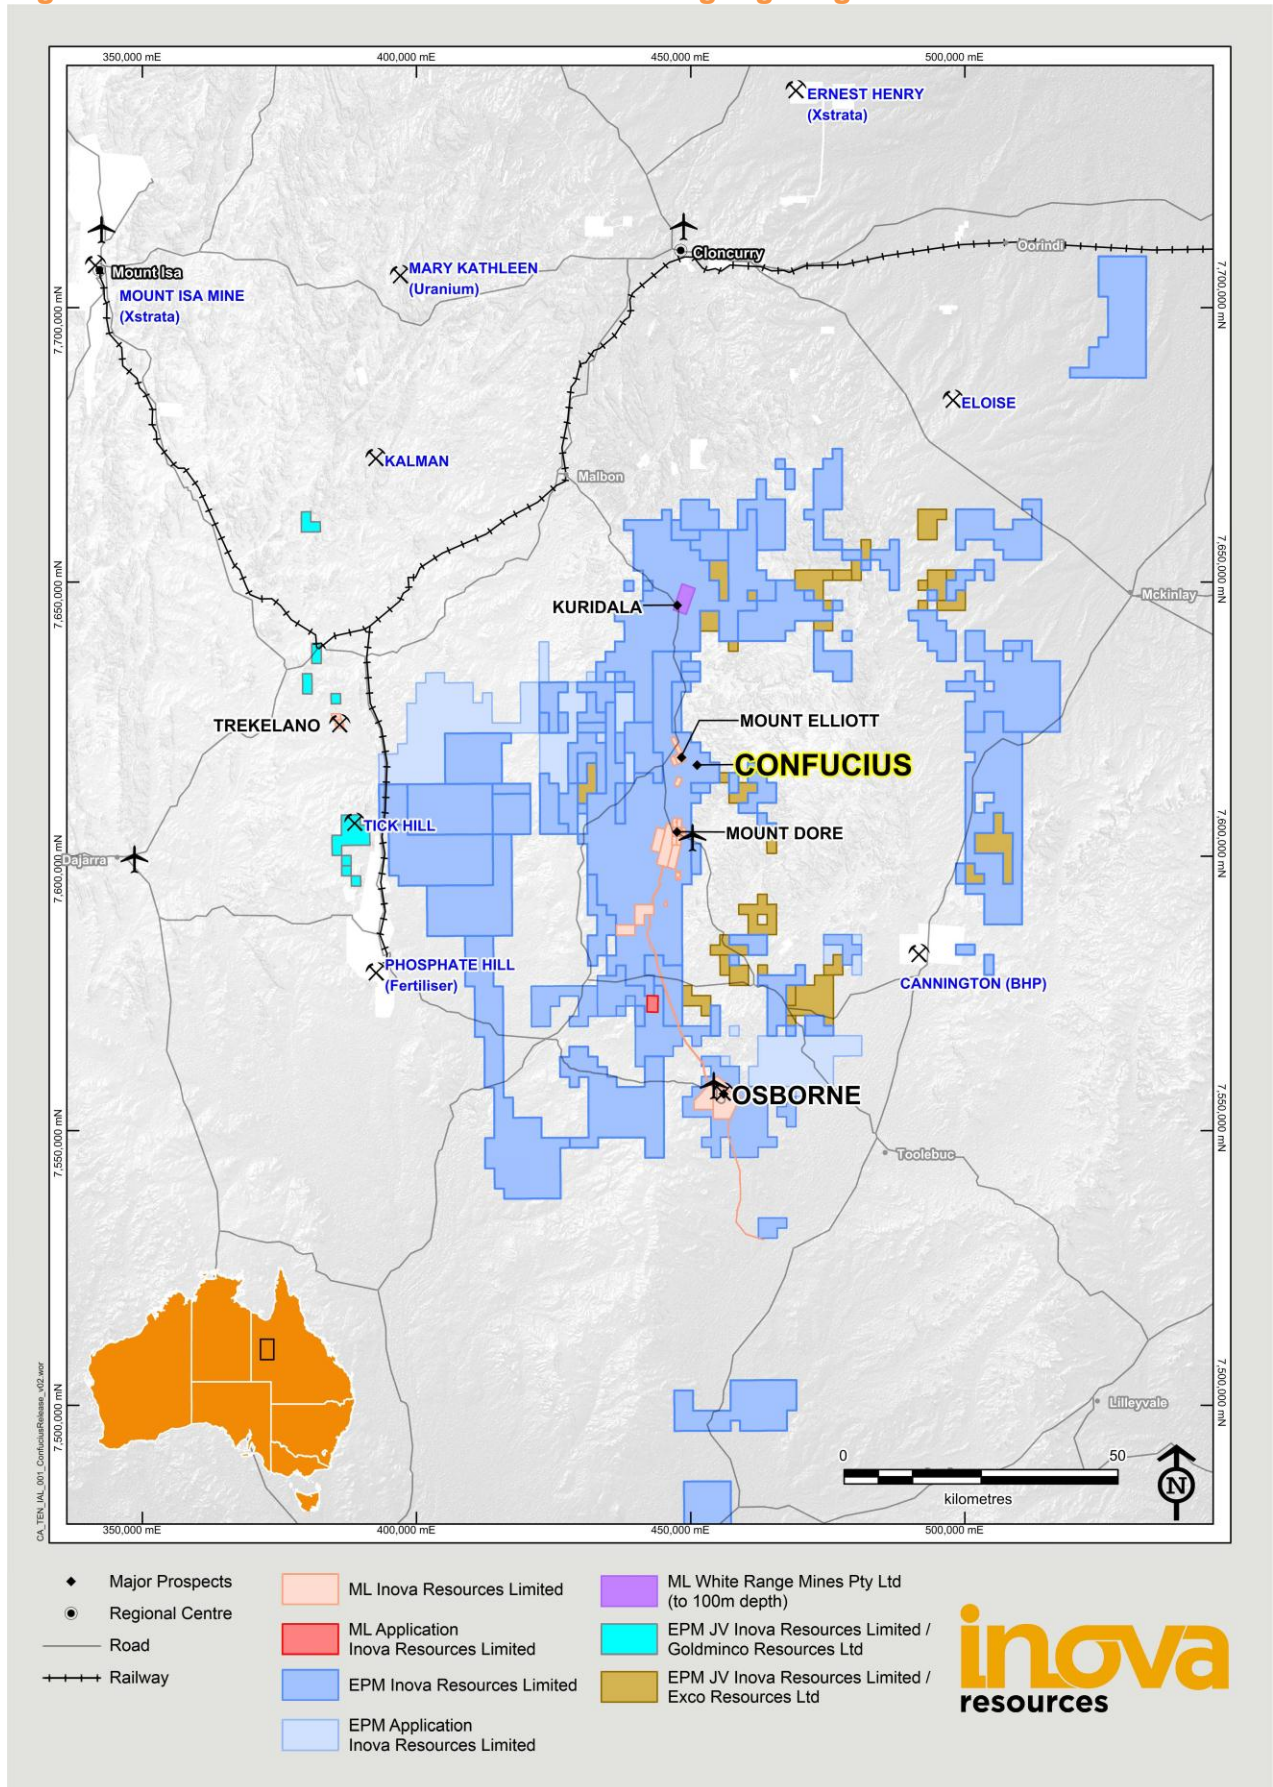 350,000 mE
400,000 mE
450,000 mE
500,000 mE
ERNEST HENRY
(Xstrata)
Mount Isa
MOUNT ISA MINE
(Xstrata)
MARY KATHLEEN
(Uranium)
Cloncurry
Oorindi
7,700,000 mN
7,700,000 mN
ELOISE
KALMAN
Malbon
7,650,000 mN
7,650,000 mN
Mckinlay
KURIDALA
TREKELANO
MOUNT ELLIOTT
CONFUCIUS
TICK HILL
MOUNT DORE
Dajarra
7,600,000 mN
7,600,000 mN
PHOSPHATE HILL
(Fertiliser)
CANNINGTON (BHP)
OSBORNE
7,550,000 mN
7,550,000 mN
Toolebuc
7,500,000 mN
7,500,000 mN
Lilleyvale
0
50
kilometres
N
CA_TEN_IAL_001_ConfuciusRelease_v02.wor
350,000 mE
400,000 mE
450,000 mE
500,000 mE
Major Prospects
Regional Centre
Road
Railway
ML Inova Resources Limited
ML Application
Inova Resources Limited
EPM Inova Resources Limited
EPM Application
Inova Resources Limited
ML White Range Mines Pty Ltd
(to 100m depth)
EPM JV Inova Resources Limited /
Goldminco Resources Ltd
EPM JV Inova Resources Limited /
Exco Resources Ltd
inova
resources